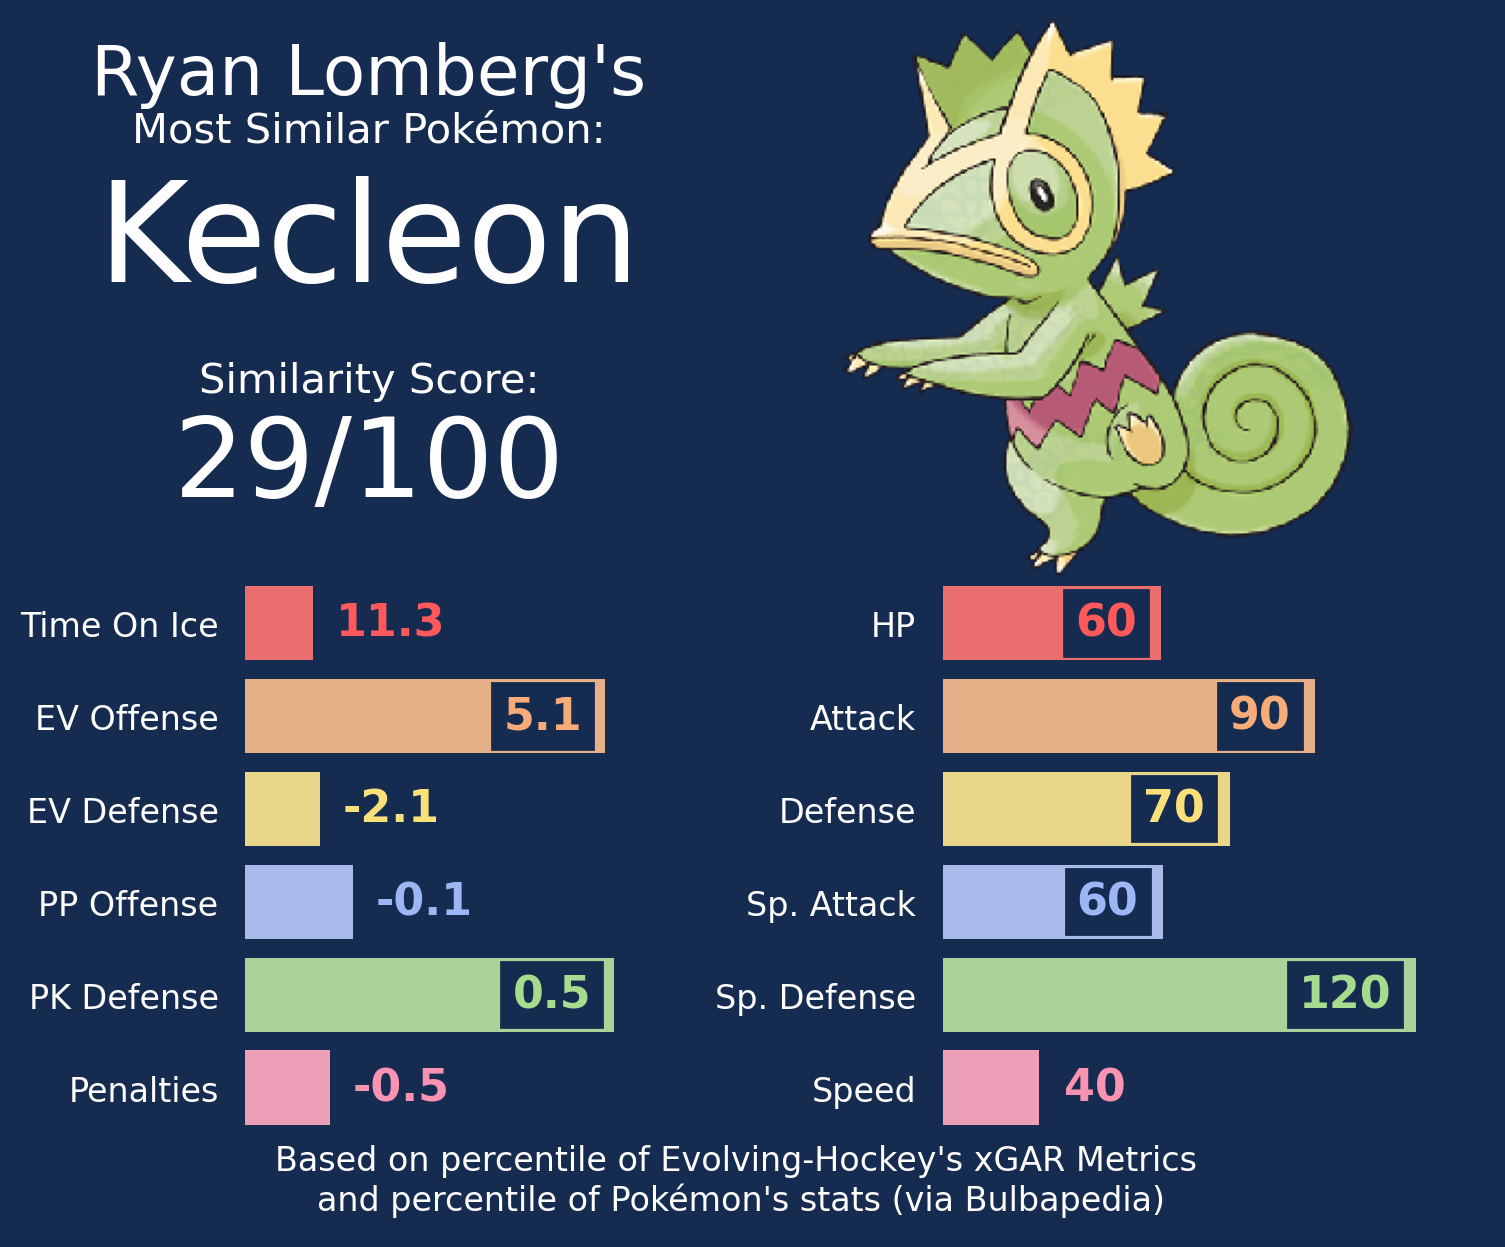 Ryan Lomberg's
Most Similar Pokémon:
Kecleon
Similarity Score:
29/100
Time On Ice 11.3
EV Offense 5.1
EV Defense -2.1
PP Offense -0.1
PK Defense 0.5
Penalties -0.5
HP 60
Attack 90
Defense 70
Sp. Attack 60
Sp. Defense 120
Speed 40
Based on percentile of Evolving-Hockey's xGAR Metrics
and percentile of Pokémon's stats (via Bulbapedia)